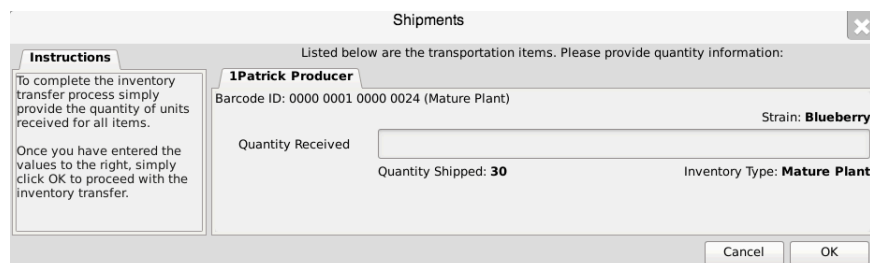 Shipments
Instructions
To complete the inventory
transfer process simply
provide the quantity of units
received for all items.
Once you have entered the
values to the right, simply
click OK to proceed with the
inventory transfer.
Listed below are the transportation items. Please provide quantity information:
1Patrick Producer
Barcode ID: 0000 0001 0000 0024 (Mature Plant)
Strain: Blueberry
Quantity Received
Quantity Shipped: 30 Inventory Type: Mature Plant
Cancel OK